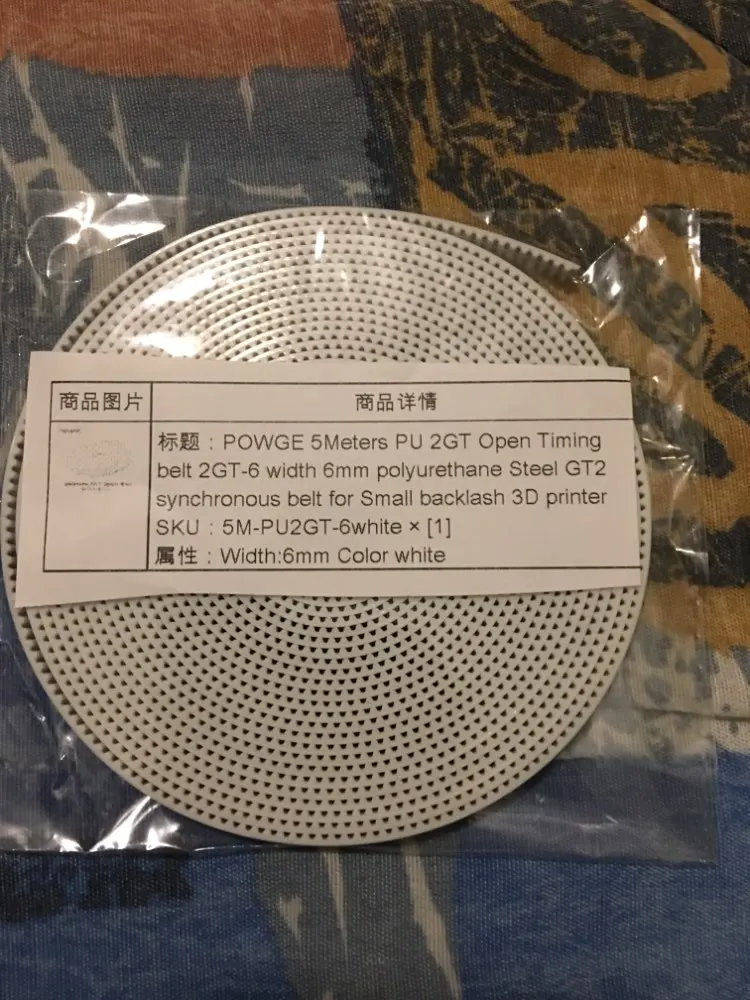 商品图片
商品详情
标题：POWGE 5Meters PU 2GT Open Timing
belt 2GT-6 width 6mm polyurethane Steel GT2
synchronous belt for Small backlash 3D printer
SKU：5M-PU2GT-6white × [1]
属性：Width:6mm Color white